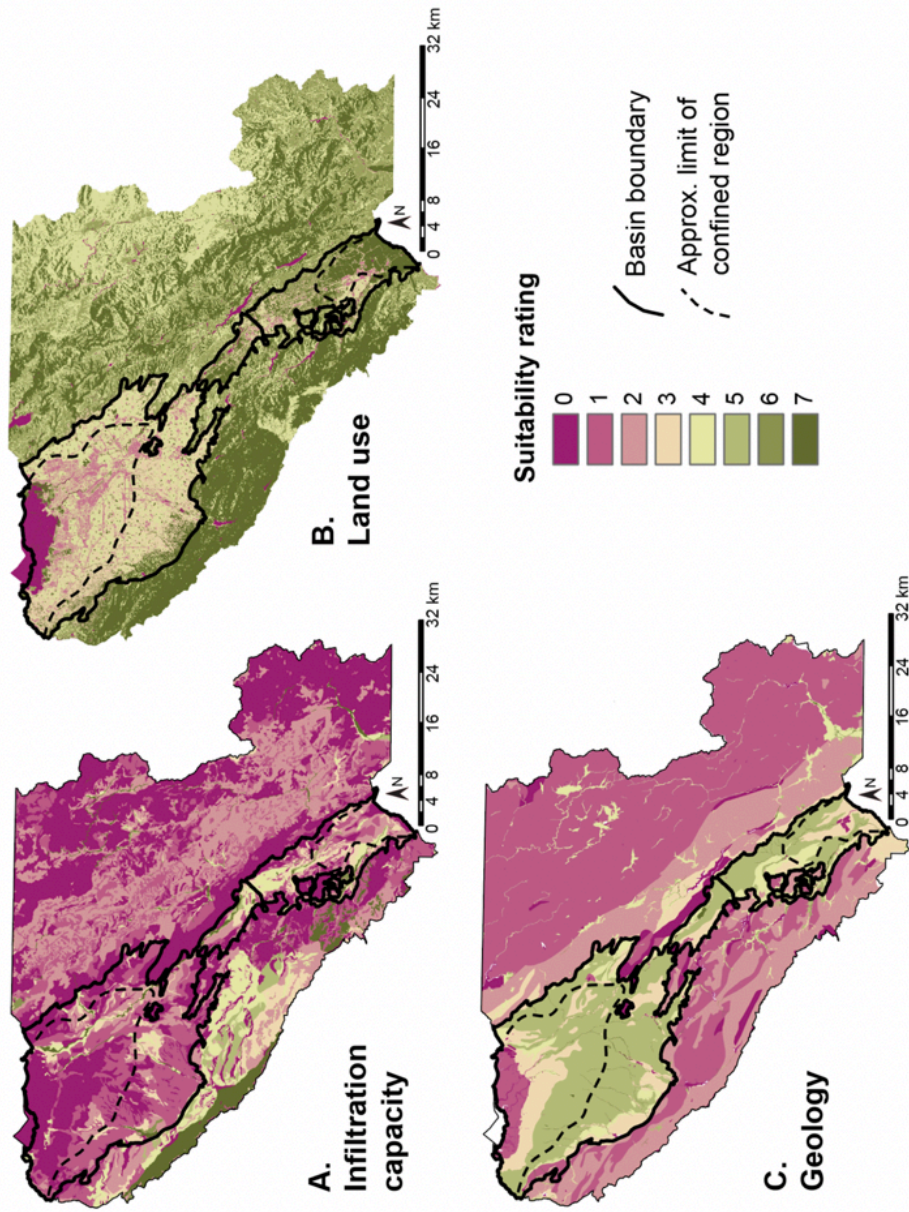 A.
Infiltration
capacity
0 4 8 16 24 32 km
N
B.
Land use
0 4 8 16 24 32 km
N
C.
Geology
0 4 8 16 24 32 km
N
Suitability rating
0
1
2
3
4
5
6
7
Basin boundary
Approx. limit of
confined region